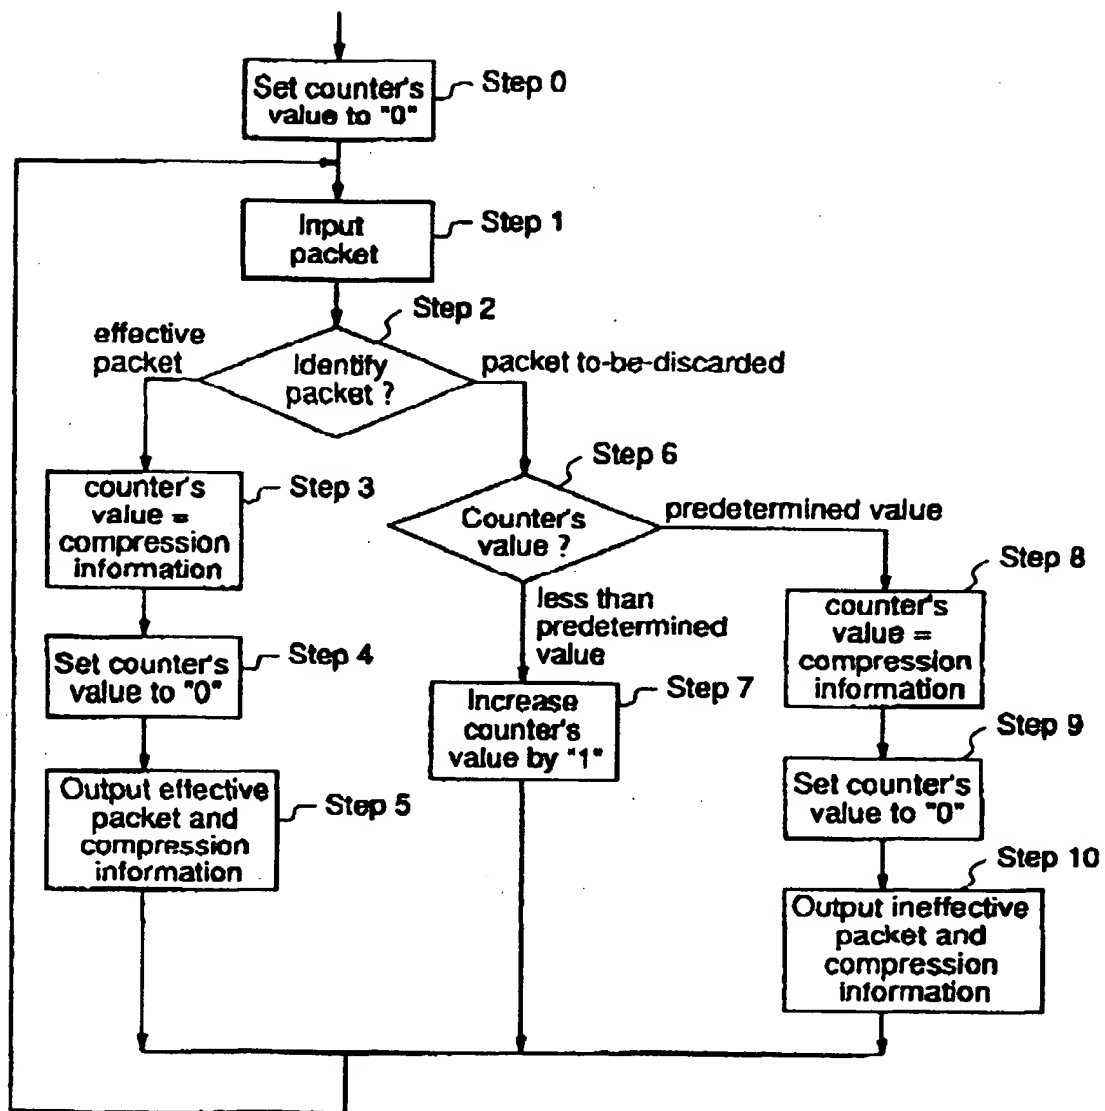 Set counter's
value to "0"
Step 0
Input
packet
Step 1
Step 2
effective
packet
Identify
packet ?
packet to-be-discarded
Step 6
counter's
value =
compression
information
Step 3
Counter's
value ?
predetermined value
Step 8
less than
predetermined
value
counter's
value =
compression
information
Set counter's
value to "0"
Step 4
Increase
counter's
value by "1"
Step 7
Step 9
Set counter's
value to "0"
Output effective
packet and
compression
information
Step 5
Step 10
Output ineffective
packet and
compression
information